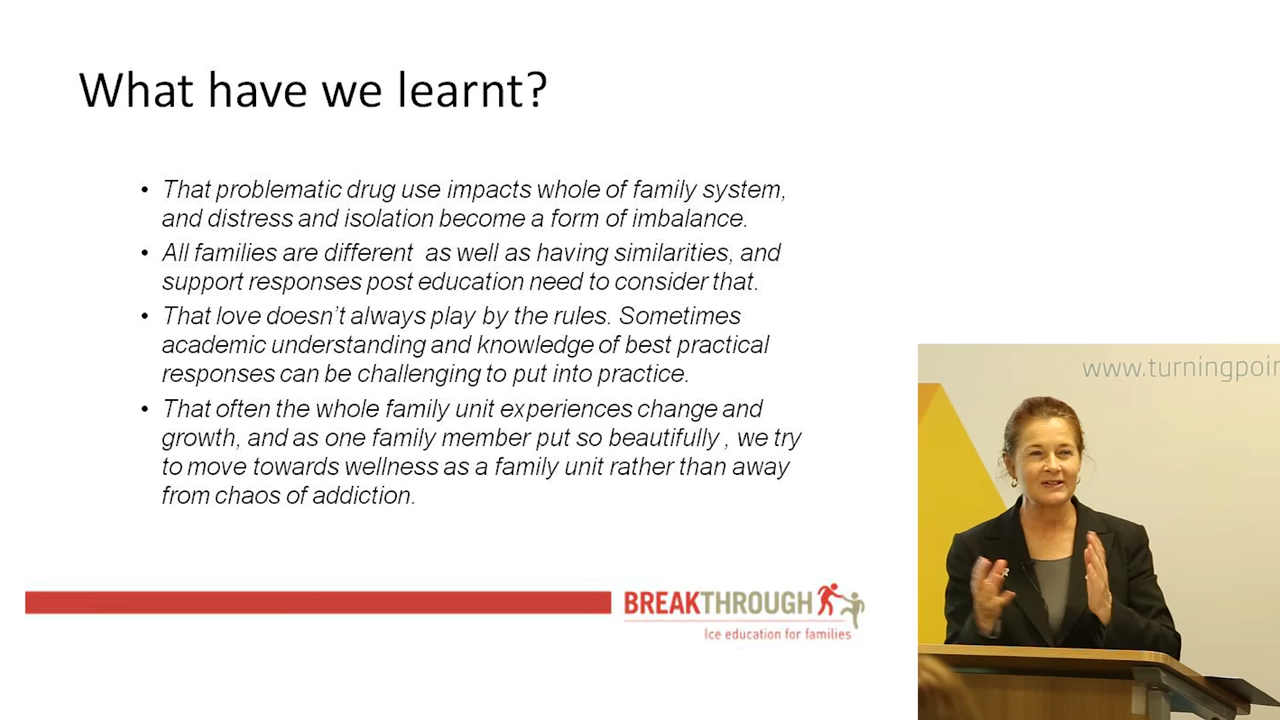 What have we learnt?
• That problematic drug use impacts whole of family system,
and distress and isolation become a form of imbalance.
• All families are different  as well as having similarities, and
support responses post education need to consider that.
• That love doesn’t always play by the rules. Sometimes
academic understanding and knowledge of best practical
responses can be challenging to put into practice.
• That often the whole family unit experiences change and
growth, and as one family member put so beautifully , we try
to move towards wellness as a family unit rather than away
from chaos of addiction.
www.turningpoin
BREAKTHROUGH
Ice education for families